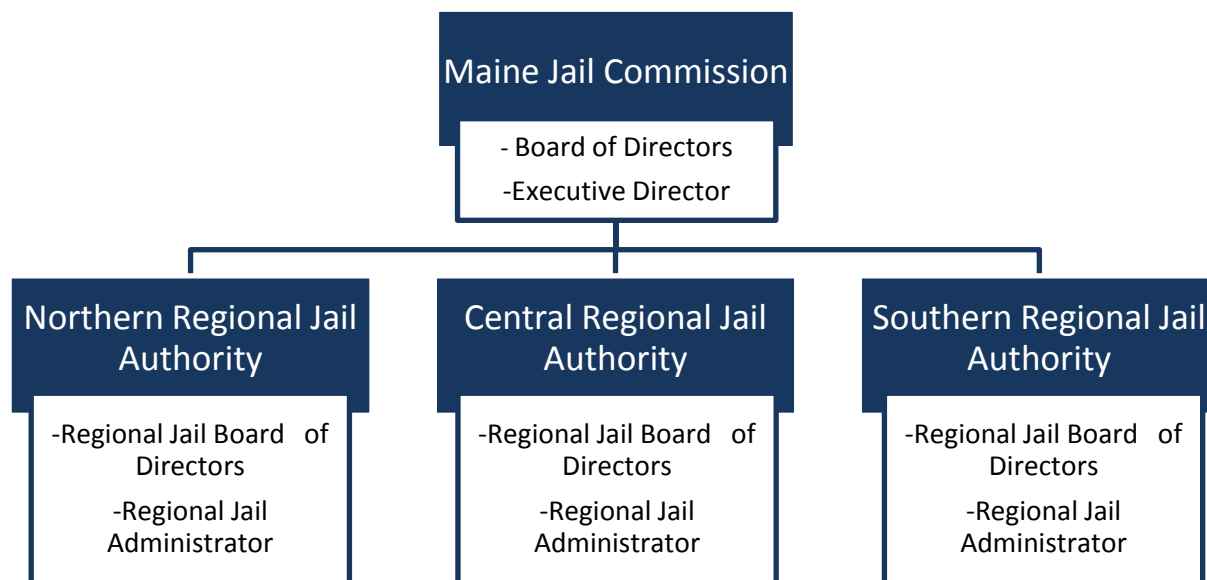 Maine Jail Commission
- Board of Directors
-Executive Director
Northern Regional Jail
Authority
-Regional Jail Board of
Directors
-Regional Jail
Administrator
Central Regional Jail
Authority
-Regional Jail Board of
Directors
-Regional Jail
Administrator
Southern Regional Jail
Authority
-Regional Jail Board of
Directors
-Regional Jail
Administrator